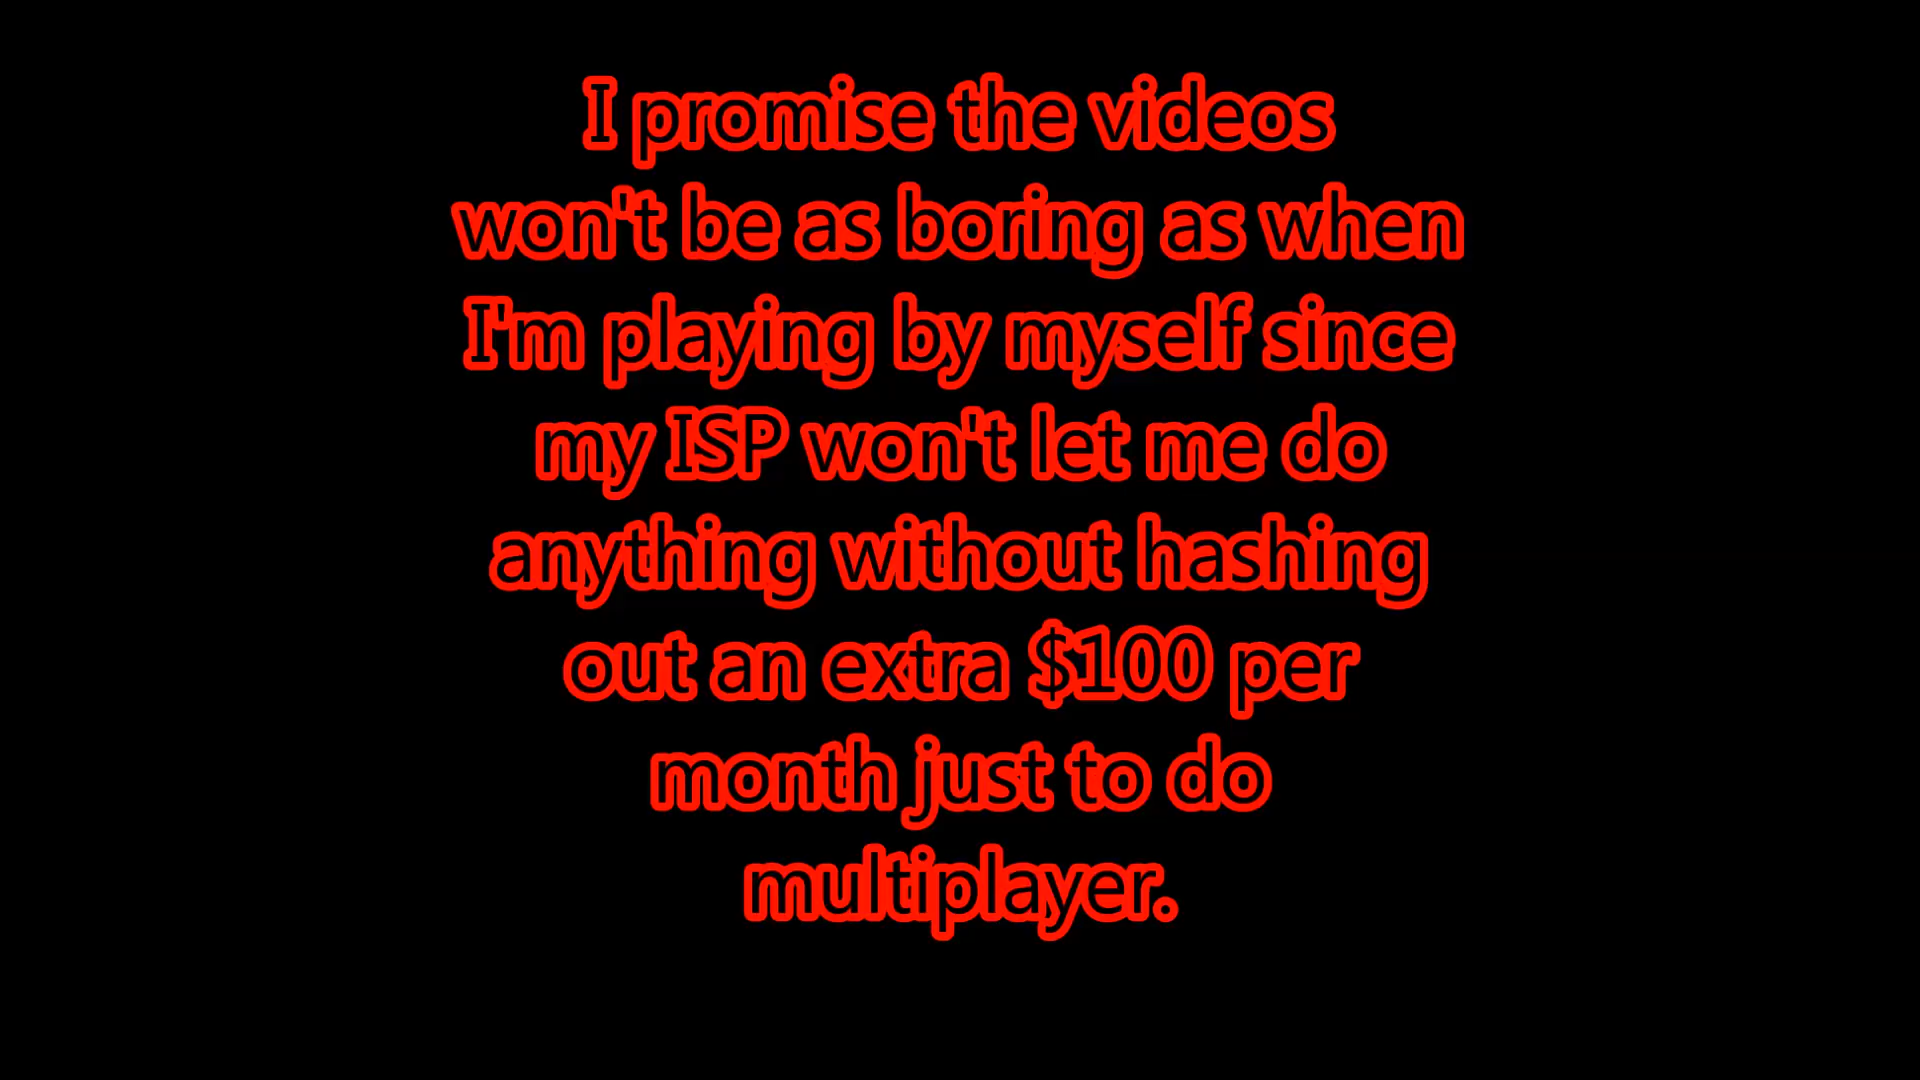 I promise the videos
won't be as boring as when
I'm playing by myself since
my ISP won't let me do
anything without hashing
out an extra $100 per
month just to do
multiplayer.